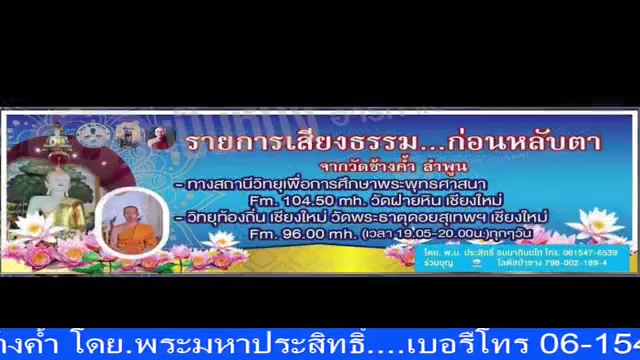 รายการเสียงธรรม...ก่อนหลับตา
จากวัดช้างค้ำ ลำพูน
- ทางสถานีวิทยุเพื่อการศึกษาพระพุทธศาสนา
Fm. 104.50 mh. วัดฝายหิน เชียงใหม่
- วิทยุท้องถิ่น เชียงใหม่ วัดพระธาตุดอยสุเทพฯ เชียงใหม่
Fm. 96.00 mh. (เวลา 19.05-20.00น.)ทุกๆวัน
โดย. พ.ม. ประสิทธิ์ โทร. 061547-6539
ร่วมบุญ 798-002-189-4
างค้ำ โดย.พระมหาประสิทธิ์....เบอร์โทร 06-154